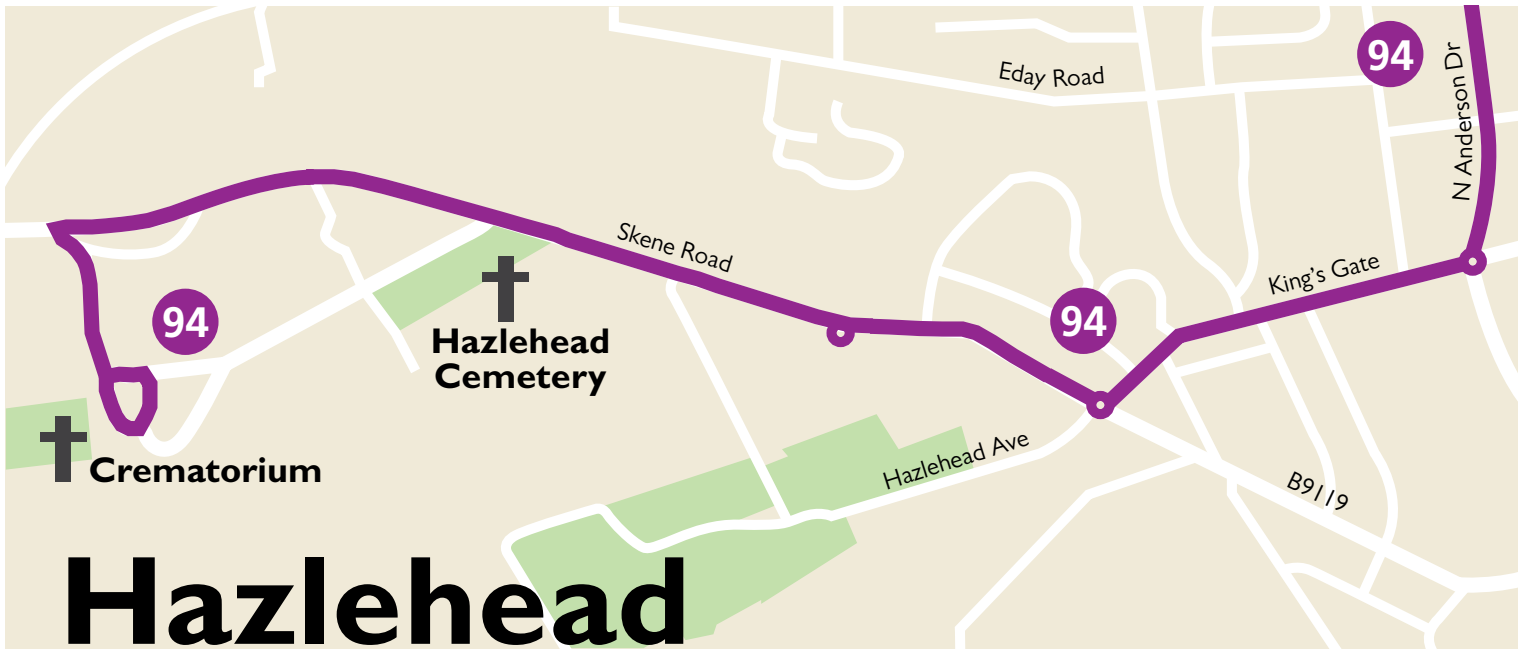 94
Eday Road
N Anderson Dr
Skene Road
King's Gate
94
94
Hazlehead
Cemetery
Crematorium
Hazlehead Ave
B9119
Hazlehead